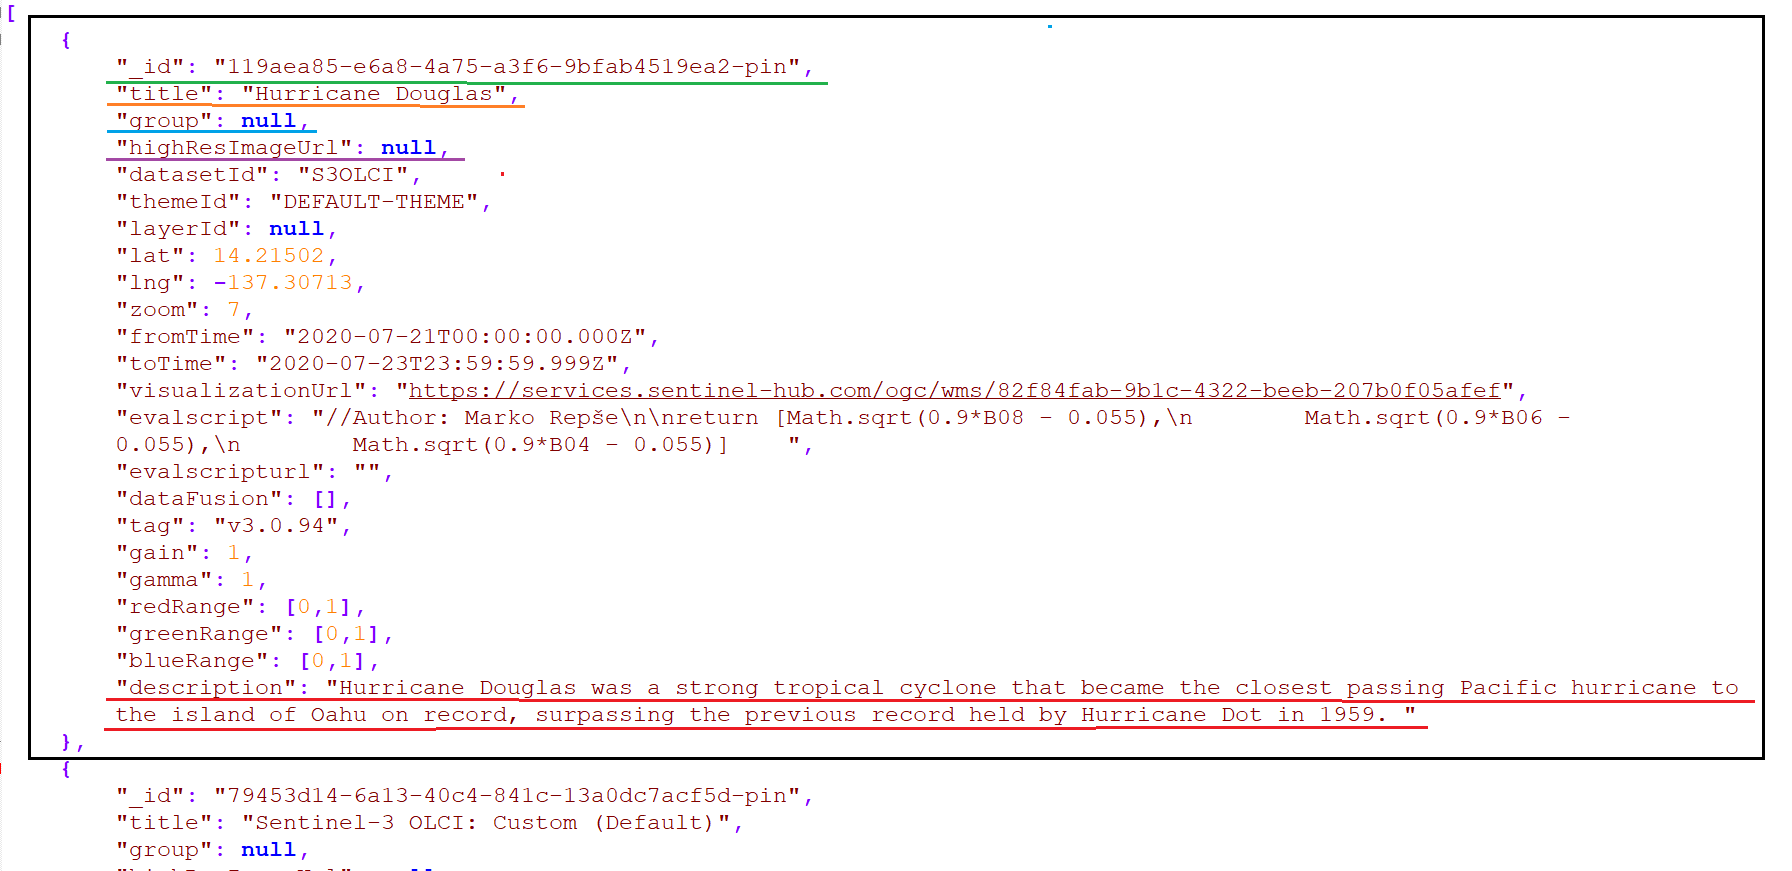 [
{
"_id": "119aea85-e6a8-4a75-a3f6-9bfab4519ea2-pin",
"title": "Hurricane Douglas",
"group": null,
"highResImageUrl": null,
"datasetId": "S3OLCI",
"themeId": "DEFAULT-THEME",
"layerId": null,
"lat": 14.21502,
"lng": -137.30713,
"zoom": 7,
"fromTime": "2020-07-21T00:00:00.000Z",
"toTime": "2020-07-23T23:59:59.999Z",
"visualizationUrl": "https://services.sentinel-hub.com/ogc/wms/82f84fab-9b1c-4322-beeb-207b0f05afef",
"evalscript": "//Author: Marko Repše\n\nreturn [Math.sqrt(0.9*B08 - 0.055),\n        Math.sqrt(0.9*B06 -
0.055),\n        Math.sqrt(0.9*B04 - 0.055)]    ",
"evalscripturl": "",
"dataFusion": [],
"tag": "v3.0.94",
"gain": 1,
"gamma": 1,
"redRange": [0,1],
"greenRange": [0,1],
"blueRange": [0,1],
"description": "Hurricane Douglas was a strong tropical cyclone that became the closest passing Pacific hurricane to
the island of Oahu on record, surpassing the previous record held by Hurricane Dot in 1959. "
},
{
"_id": "79453d14-6a13-40c4-841c-13a0dc7acf5d-pin",
"title": "Sentinel-3 OLCI: Custom (Default)",
"group": null,